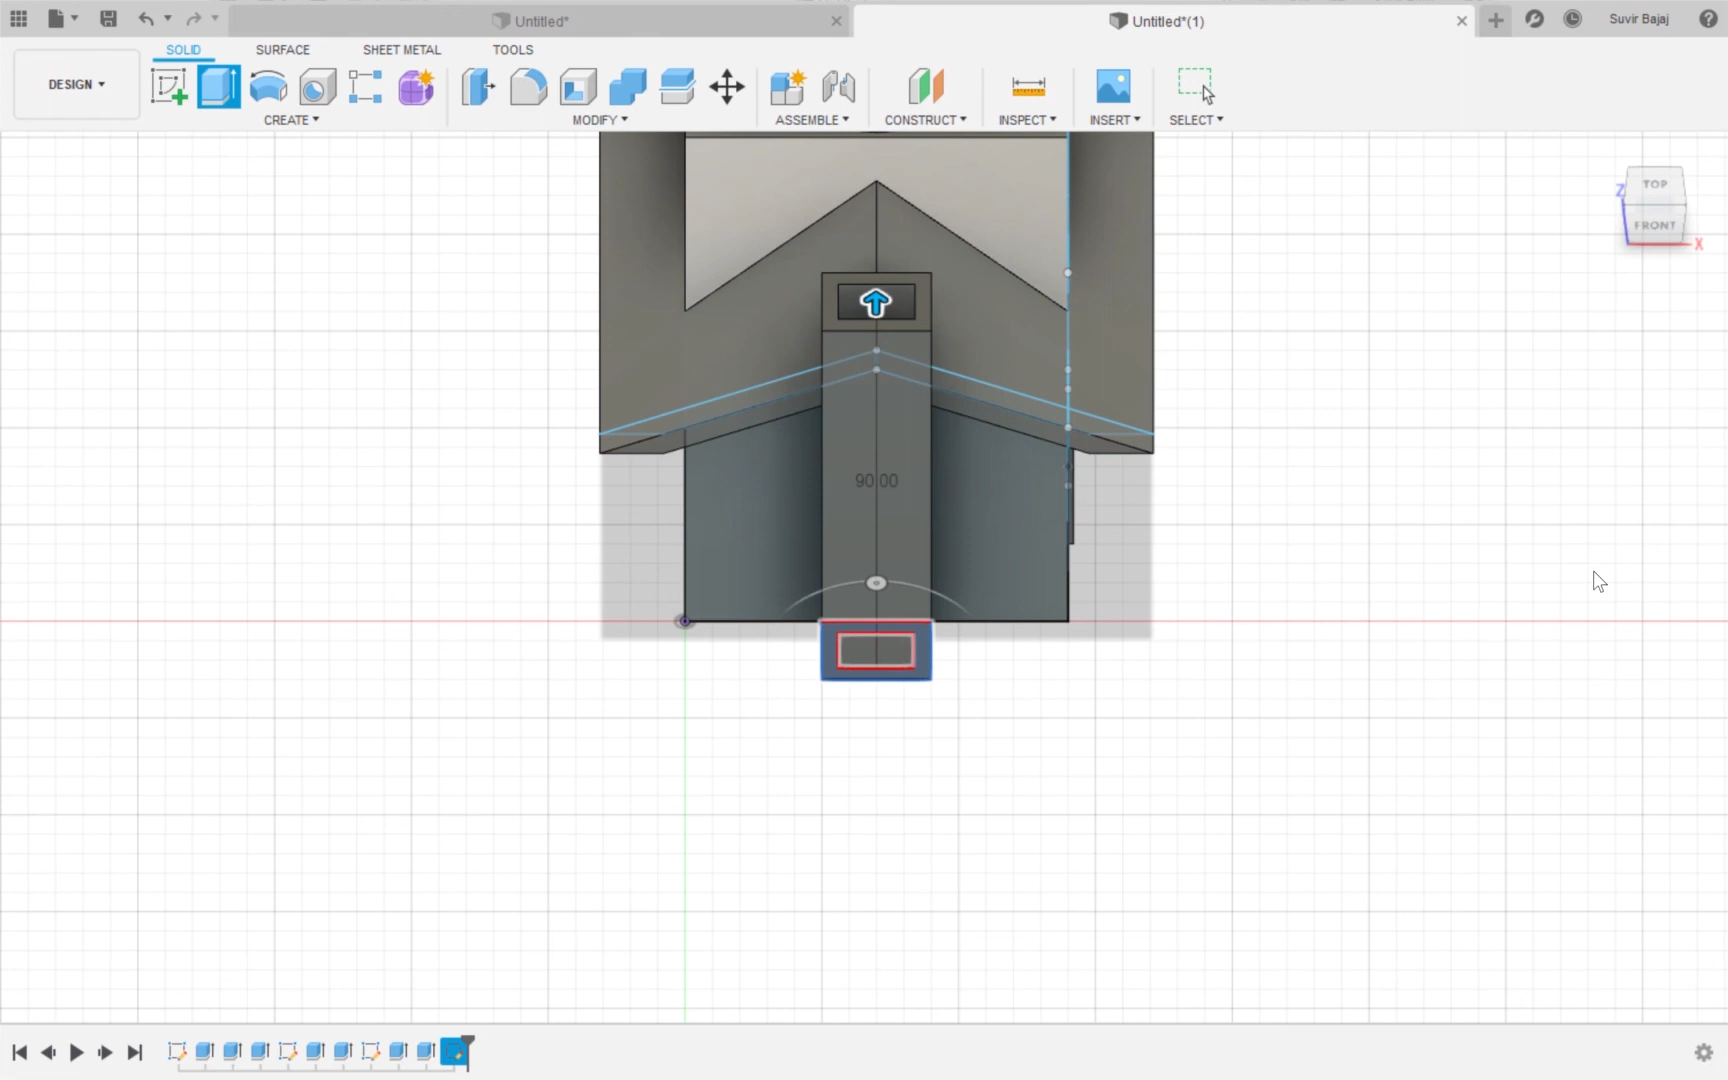 Untitled*
Untitled*(1)
Suvir Bajaj
SOLID
SURFACE
SHEET METAL
TOOLS
DESIGN
CREATE
MODIFY
ASSEMBLE
CONSTRUCT
INSPECT
INSERT
SELECT
TOP
Z
FRONT
X
90.00